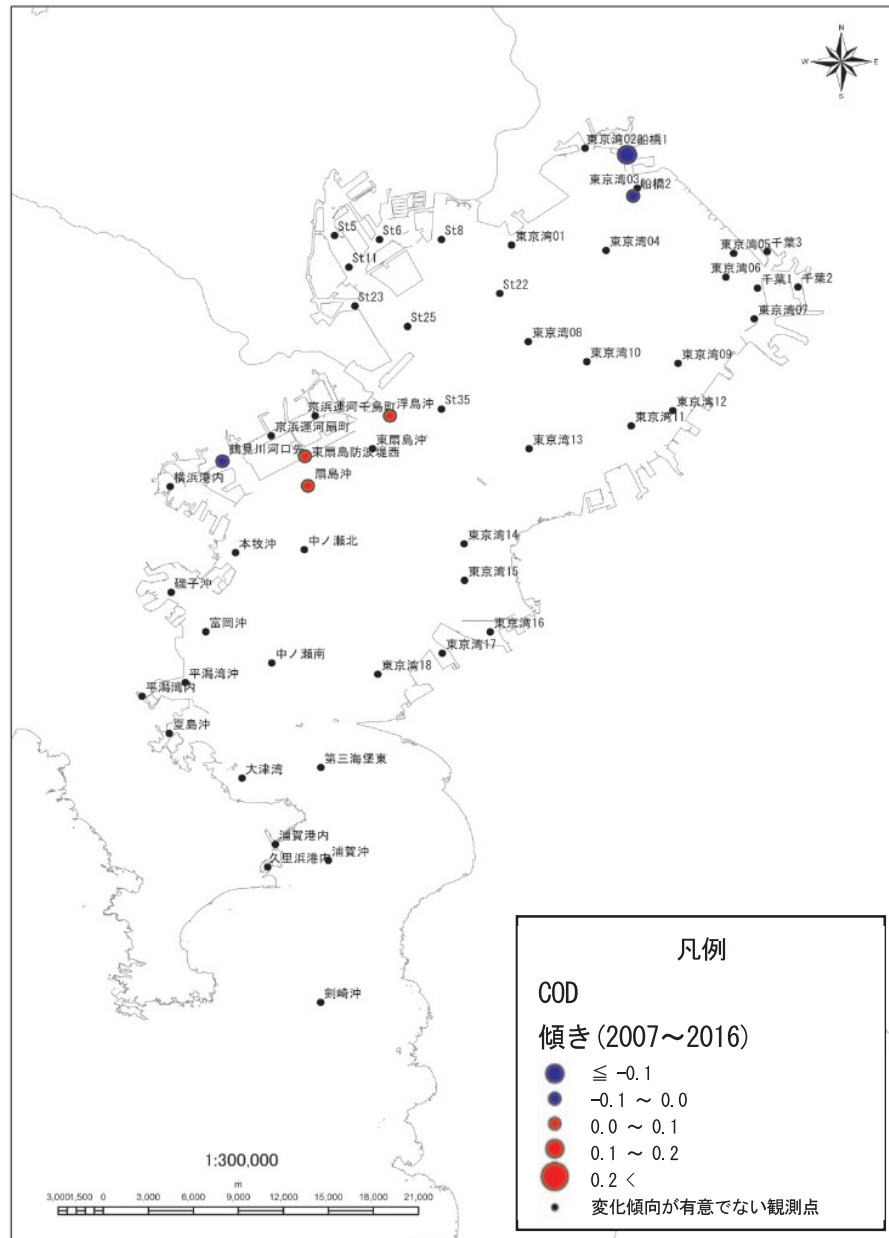 N
W
E
S
東京湾02
船橋1
東京湾03
船橋2
St5
St6
St8
東京湾01
東京湾04
東京湾05
千葉3
St11
東京湾06
千葉1
千葉2
St22
St23
東京湾07
St25
東京湾08
東京湾10
東京湾09
京浜運河千鳥町
浮島沖
St35
東京湾12
京浜運河扇町
東京湾11
鶴見川河口先
東扇島防波堤西
東扇島沖
東京湾13
横浜港内
扇島沖
本牧沖
中ノ瀬北
東京湾14
磯子沖
東京湾15
富岡沖
東京湾16
中ノ瀬南
東京湾17
平潟湾沖
東京湾18
平潟湾内
夏島沖
大津湾
第三海堡東
浦賀港内
久里浜港内
浦賀沖
剣崎沖
凡例
COD
傾き(2007～2016)
≦ -0.1
-0.1 ～ 0.0
0.0 ～ 0.1
0.1 ～ 0.2
0.2 <
変化傾向が有意でない観測点
1:300,000
m
3,0001,500 0 3,000 6,000 9,000 12,000 15,000 18,000 21,000